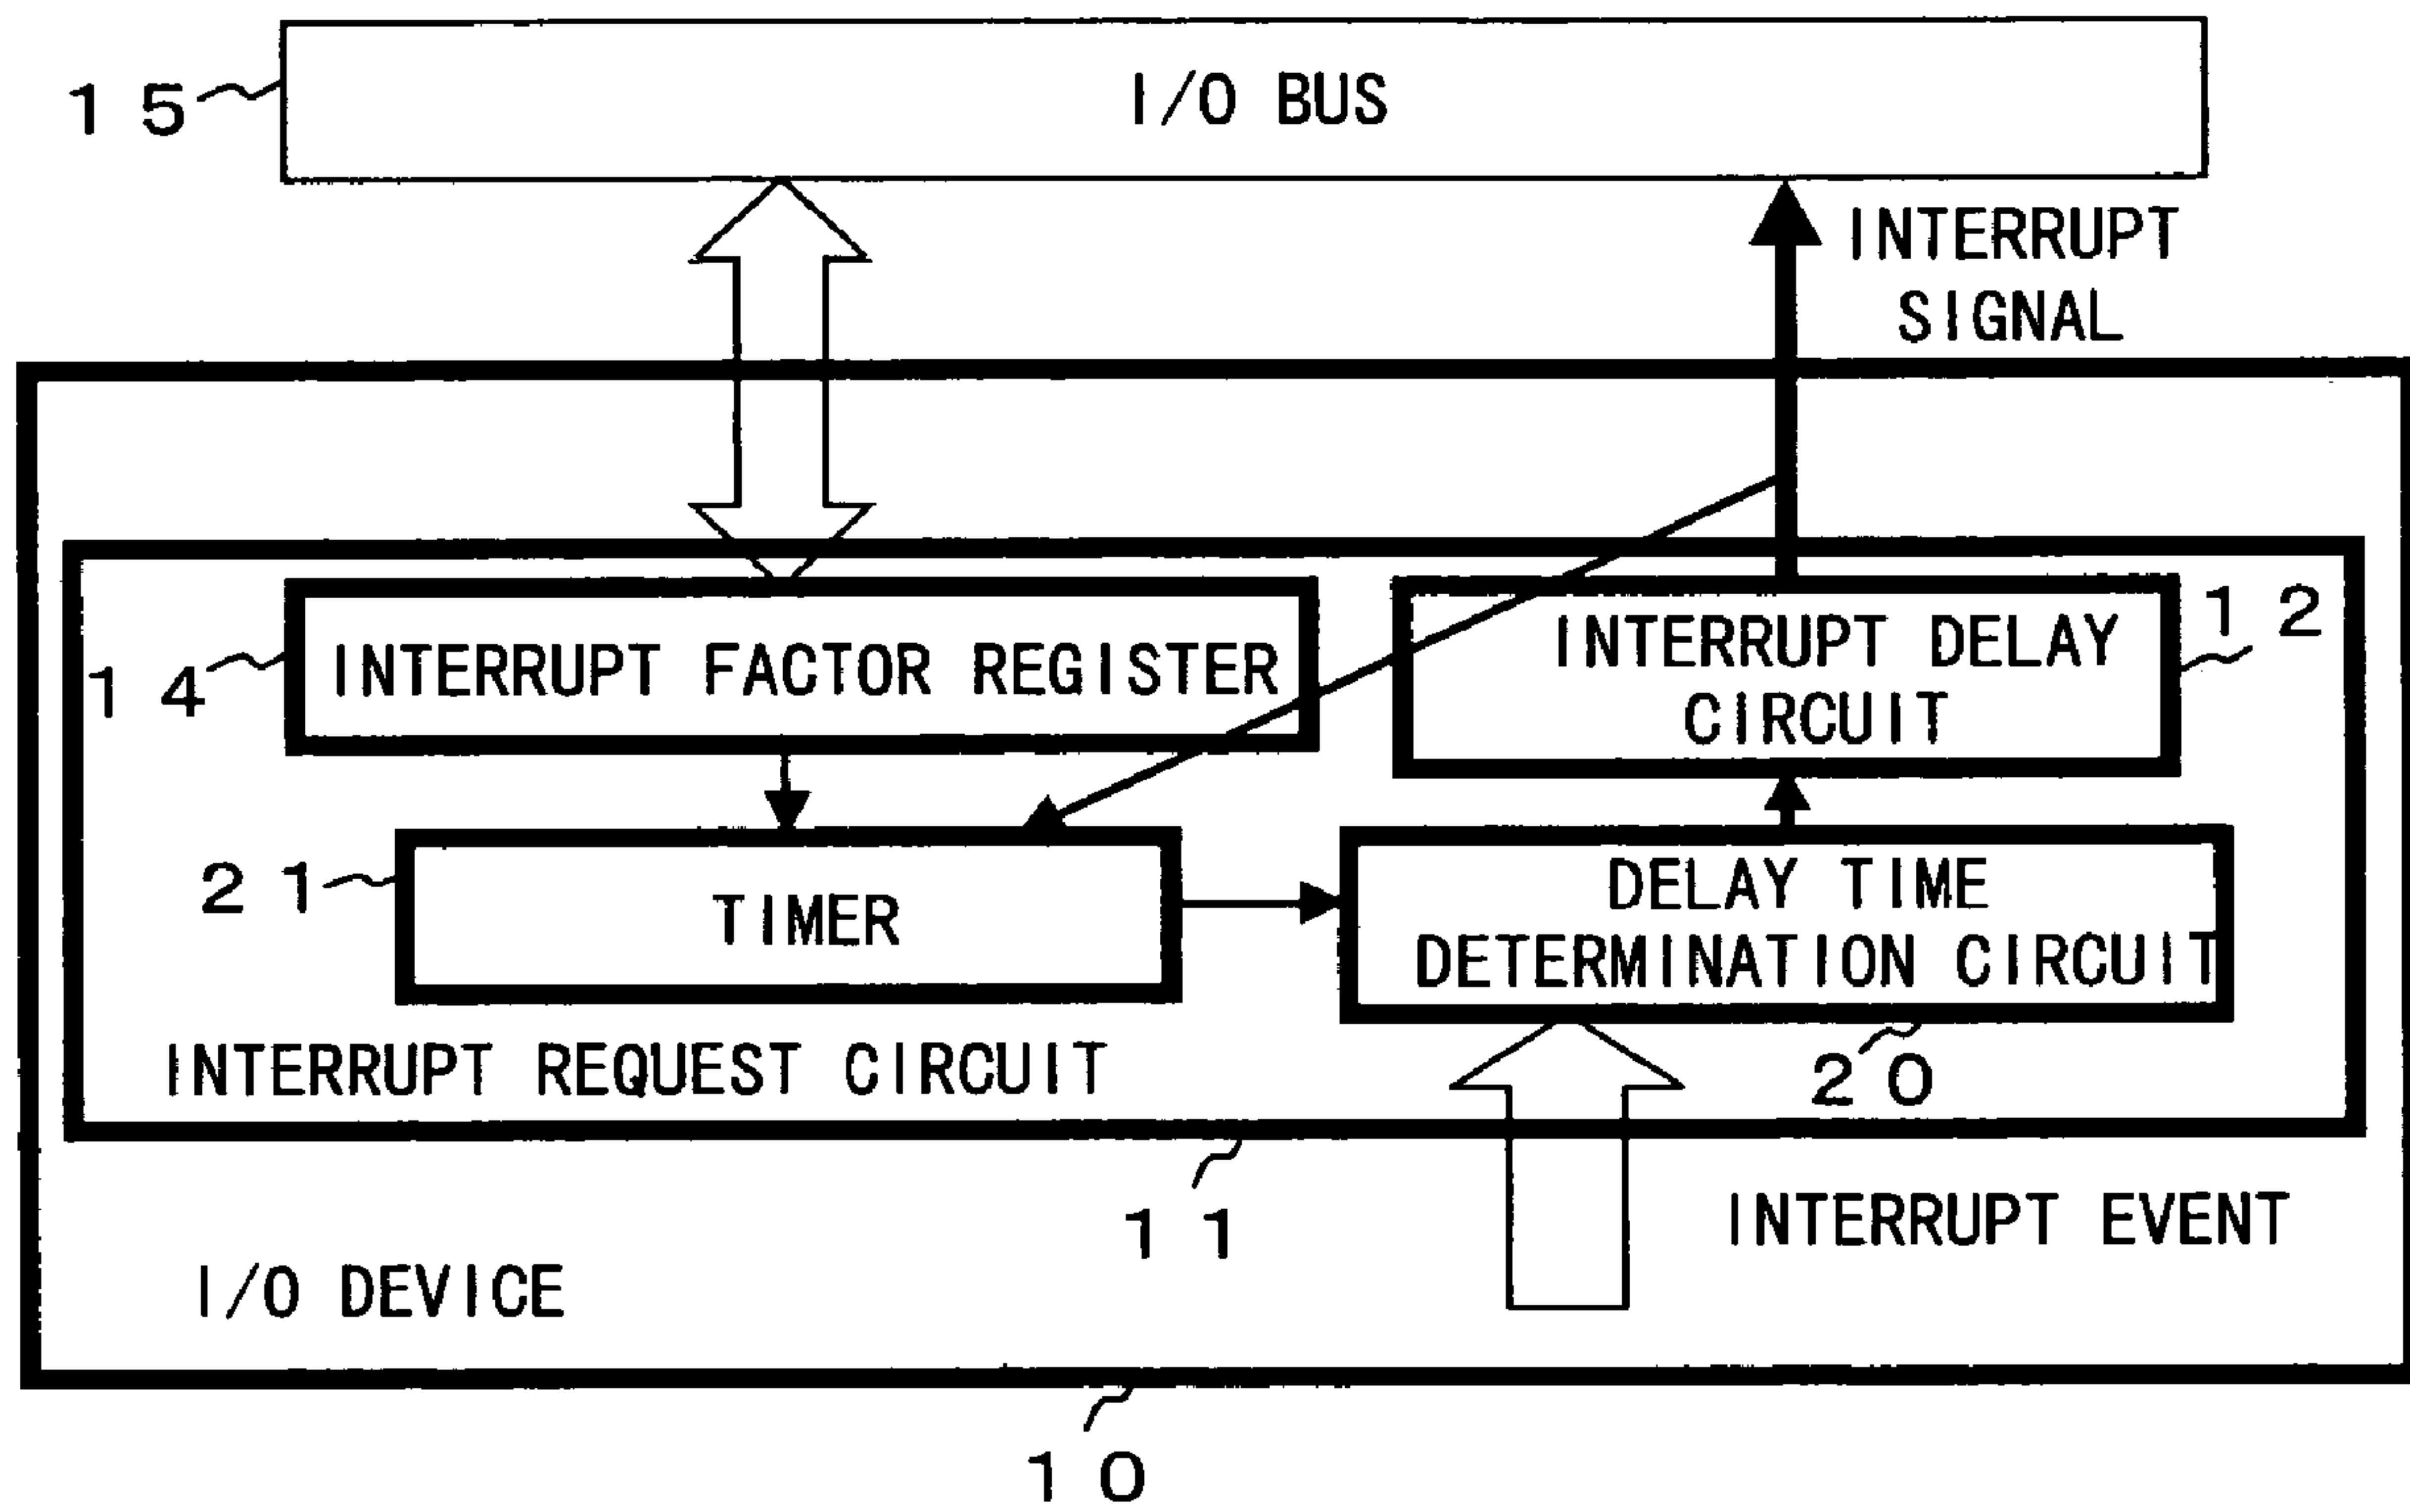 15
I/O BUS
INTERRUPT
SIGNAL
14
INTERRUPT FACTOR REGISTER
INTERRUPT DELAY
CIRCUIT
12
21
TIMER
DELAY TIME
DETERMINATION CIRCUIT
INTERRUPT REQUEST CIRCUIT
20
11
INTERRUPT EVENT
I/O DEVICE
10